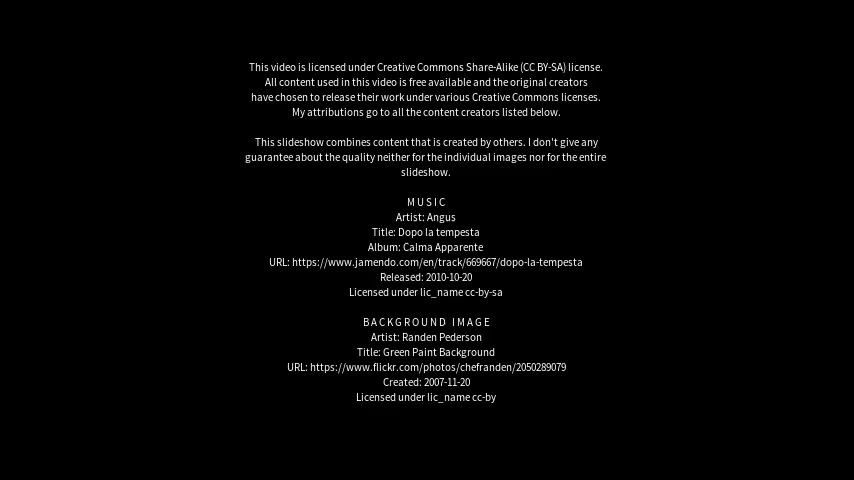 This video is licensed under Creative Commons Share-Alike (CC BY-SA) license.
All content used in this video is free available and the original creators
have chosen to release their work under various Creative Commons licenses.
My attributions go to all the content creators listed below.
This slideshow combines content that is created by others. I don't give any
guarantee about the quality neither for the individual images nor for the entire
slideshow.
MUSIC
Artist: Angus
Title: Dopo la tempesta
Album: Calma Apparente
URL: https://www.jamendo.com/en/track/669667/dopo-la-tempesta
Released: 2010-10-20
Licensed under lic_name cc-by-sa
BACKGROUND IMAGE
Artist: Randen Pederson
Title: Green Paint Background
URL: https://www.flickr.com/photos/chefranden/2050289079
Created: 2007-11-20
Licensed under lic_name cc-by